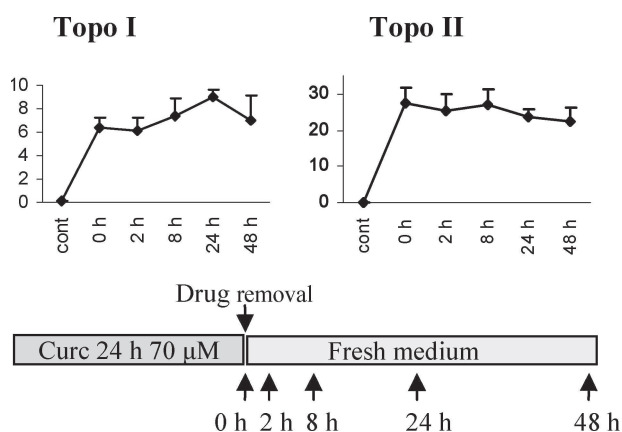 Topo I
Topo II
10
8
6
4
2
0
cont
0 h
2 h
8 h
24 h
48 h
30
20
10
0
cont
0 h
2 h
8 h
24 h
48 h
Drug removal
Curc 24 h 70 µM
Fresh medium
0 h
2 h
8 h
24 h
48 h